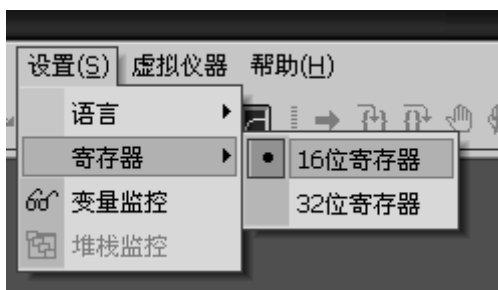 设置(S) 虚拟仪器 帮助(H)
语言
寄存器
16位寄存器
变量监控
32位寄存器
堆栈监控